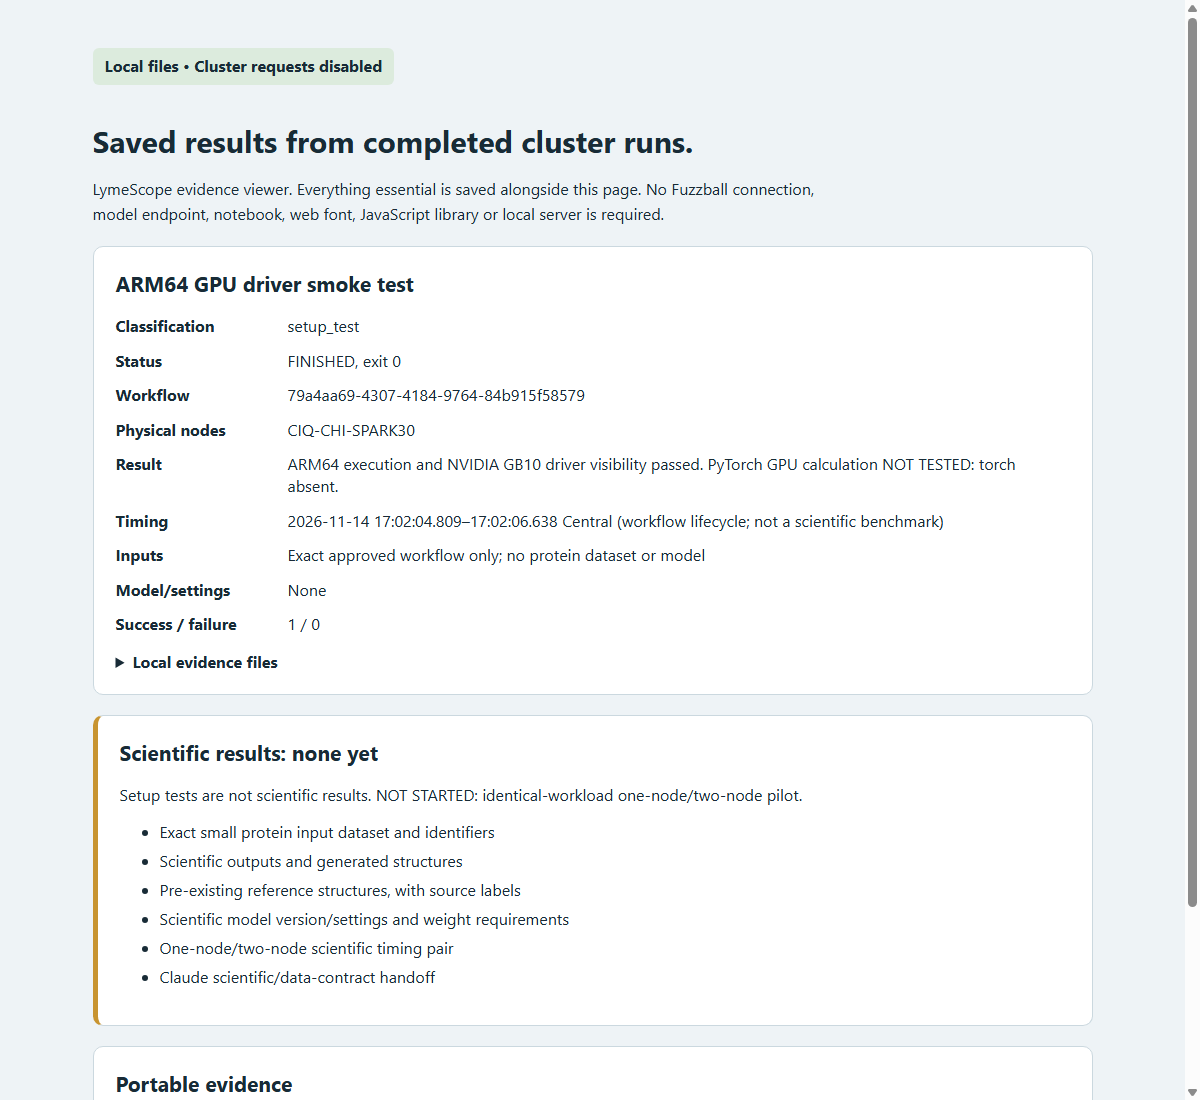 Local files • Cluster requests disabled
Saved results from completed cluster runs.
LymeScope evidence viewer. Everything essential is saved alongside this page. No Fuzzball connection,
model endpoint, notebook, web font, JavaScript library or local server is required.
ARM64 GPU driver smoke test
Classification setup_test
Status FINISHED, exit 0
Workflow 79a4aa69-4307-4184-9764-84b915f58579
Physical nodes CIQ-CHI-SPARK30
Result ARM64 execution and NVIDIA GB10 driver visibility passed. PyTorch GPU calculation NOT TESTED: torch
absent.
Timing 2026-11-14 17:02:04.809–17:02:06.638 Central (workflow lifecycle; not a scientific benchmark)
Inputs Exact approved workflow only; no protein dataset or model
Model/settings None
Success / failure 1 / 0
Local evidence files
Scientific results: none yet
Setup tests are not scientific results. NOT STARTED: identical-workload one-node/two-node pilot.
• Exact small protein input dataset and identifiers
• Scientific outputs and generated structures
• Pre-existing reference structures, with source labels
• Scientific model version/settings and weight requirements
• One-node/two-node scientific timing pair
• Claude scientific/data-contract handoff
Portable evidence